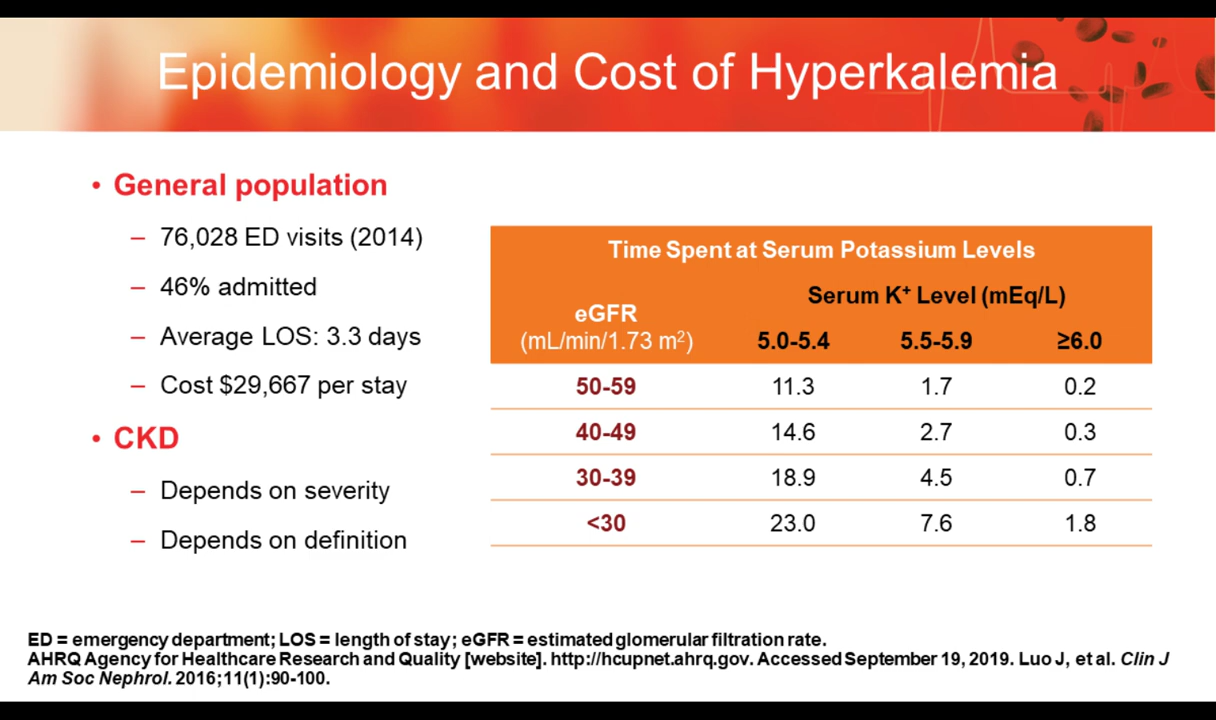 Epidemiology and Cost of Hyperkalemia
• General population
– 76,028 ED visits (2014)
– 46% admitted
– Average LOS: 3.3 days
– Cost $29,667 per stay
• CKD
– Depends on severity
– Depends on definition
Time Spent at Serum Potassium Levels
eGFR
(mL/min/1.73 m²)
Serum K⁺ Level (mEq/L)
5.0-5.4 5.5-5.9 ≥6.0
50-59 11.3 1.7 0.2
40-49 14.6 2.7 0.3
30-39 18.9 4.5 0.7
<30 23.0 7.6 1.8
ED = emergency department; LOS = length of stay; eGFR = estimated glomerular filtration rate.
AHRQ Agency for Healthcare Research and Quality [website]. http://hcupnet.ahrq.gov. Accessed September 19, 2019. Luo J, et al. Clin J
Am Soc Nephrol. 2016;11(1):90-100.